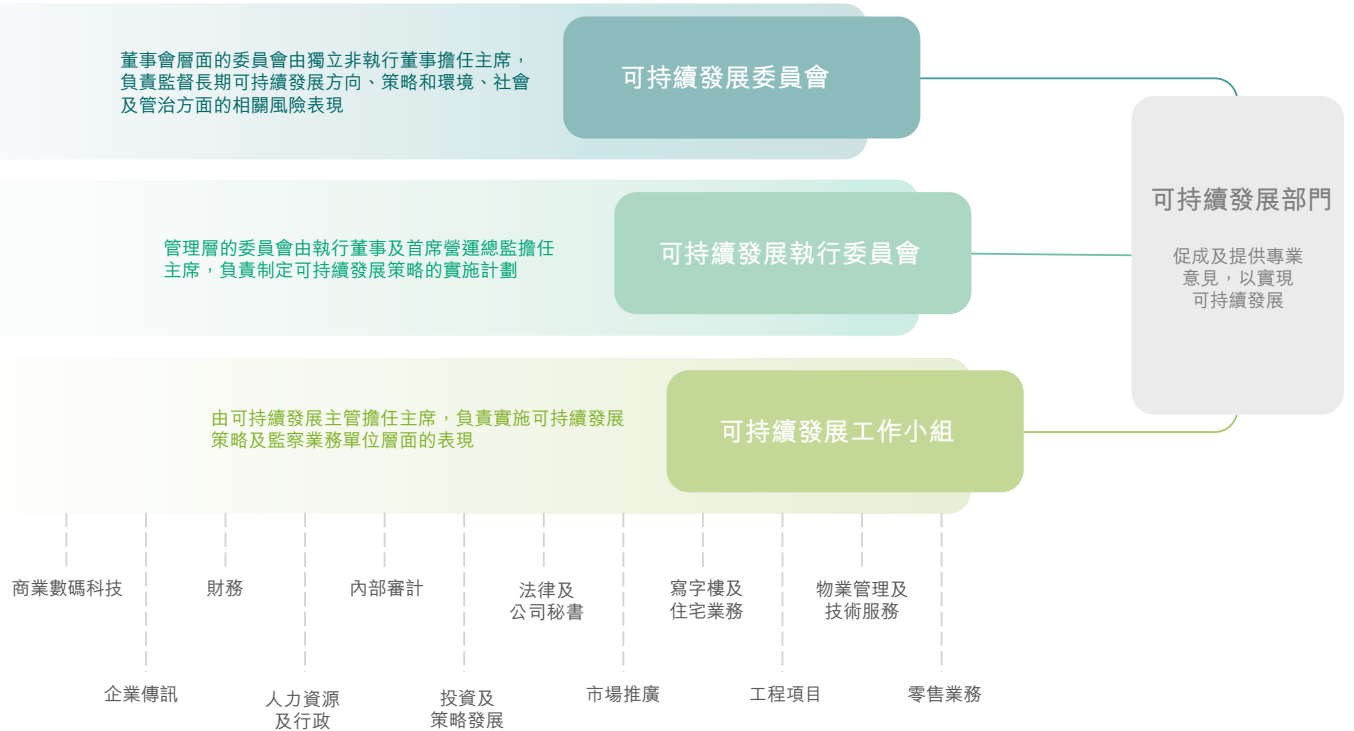 董事會層面的委員會由獨立非執行董事擔任主席，
負責監督長期可持續發展方向、策略和環境、社會
及管治方面的相關風險表現
可持續發展委員會
管理層的委員會由執行董事及首席營運總監擔任
主席，負責制定可持續發展策略的實施計劃
可持續發展執行委員會
由可持續發展主管擔任主席，負責實施可持續發展
策略及監察業務單位層面的表現
可持續發展工作小組
可持續發展部門
促成及提供專業
意見，以實現
可持續發展
商業數碼科技
財務
內部審計
法律及
公司秘書
寫字樓及
住宅業務
物業管理及
技術服務
企業傳訊
人力資源
及行政
投資及
策略發展
市場推廣
工程項目
零售業務